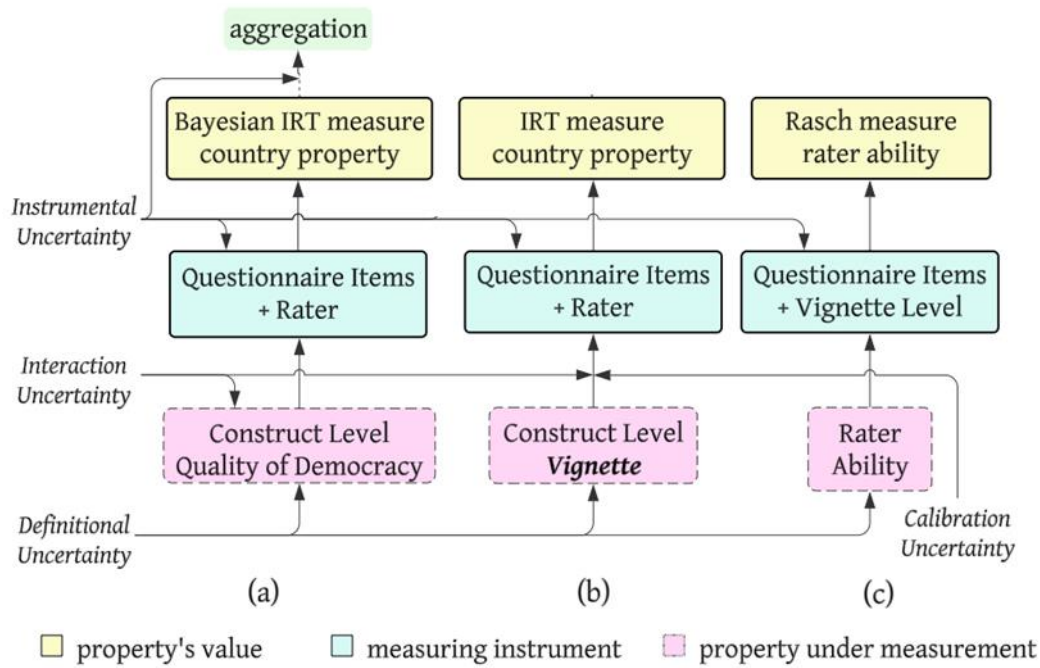 aggregation
Bayesian IRT measure
country property
IRT measure
country property
Rasch measure
rater ability
Instrumental
Uncertainty
Questionnaire Items
+ Rater
Questionnaire Items
+ Rater
Questionnaire Items
+ Vignette Level
Interaction
Uncertainty
Construct Level
Quality of Democracy
Construct Level
Vignette
Rater
Ability
Definitional
Uncertainty
Calibration
Uncertainty
(a)
(b)
(c)
property's value
measuring instrument
property under measurement